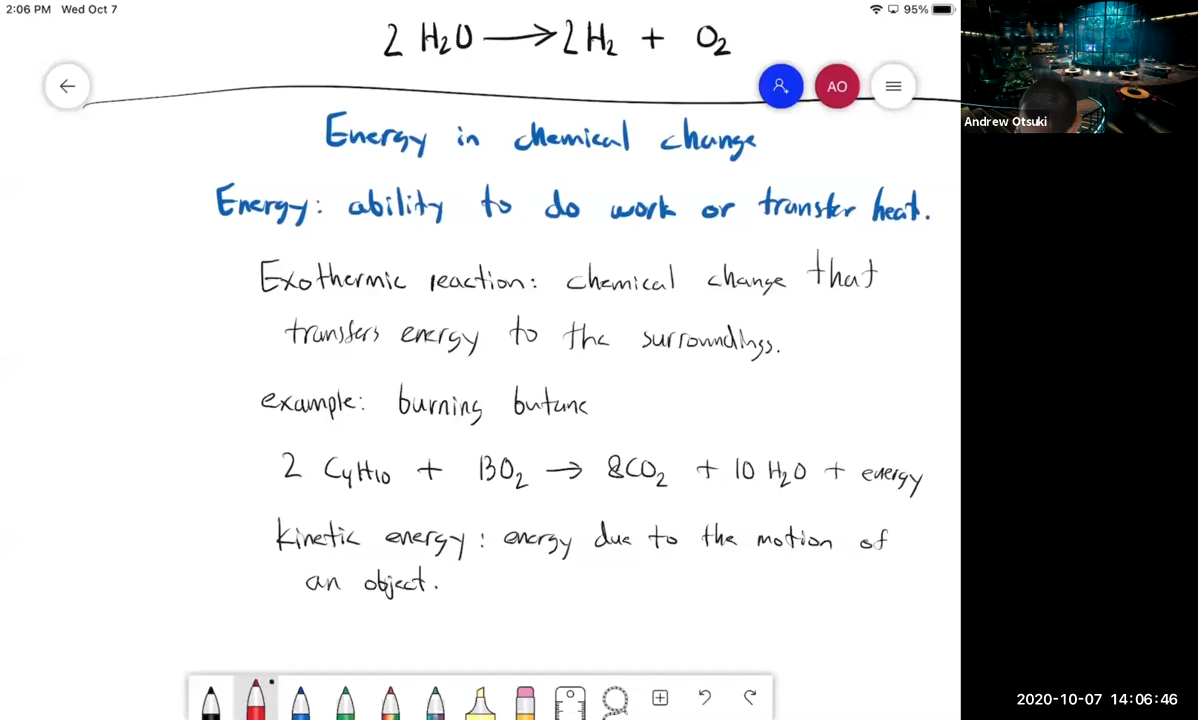 2:06 PM Wed Oct 7
95%
2 H₂O → 2H₂ + O₂
AO
Andrew Otsuki
Energy in chemical change
Energy: ability to do work or transfer heat.
Exothermic reaction: chemical change that
transfers energy to the surroundings.
example: burning butane
2 C₄H₁₀ + 13O₂ → 8CO₂ + 10 H₂O + energy
Kinetic energy: energy due to the motion of
an object.
2020-10-07 14:06:46